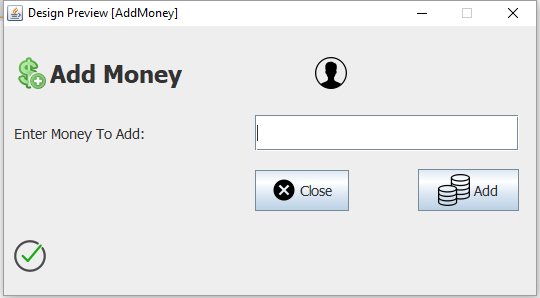 Design Preview [AddMoney]
Add Money
Enter Money To Add:
Close
Add